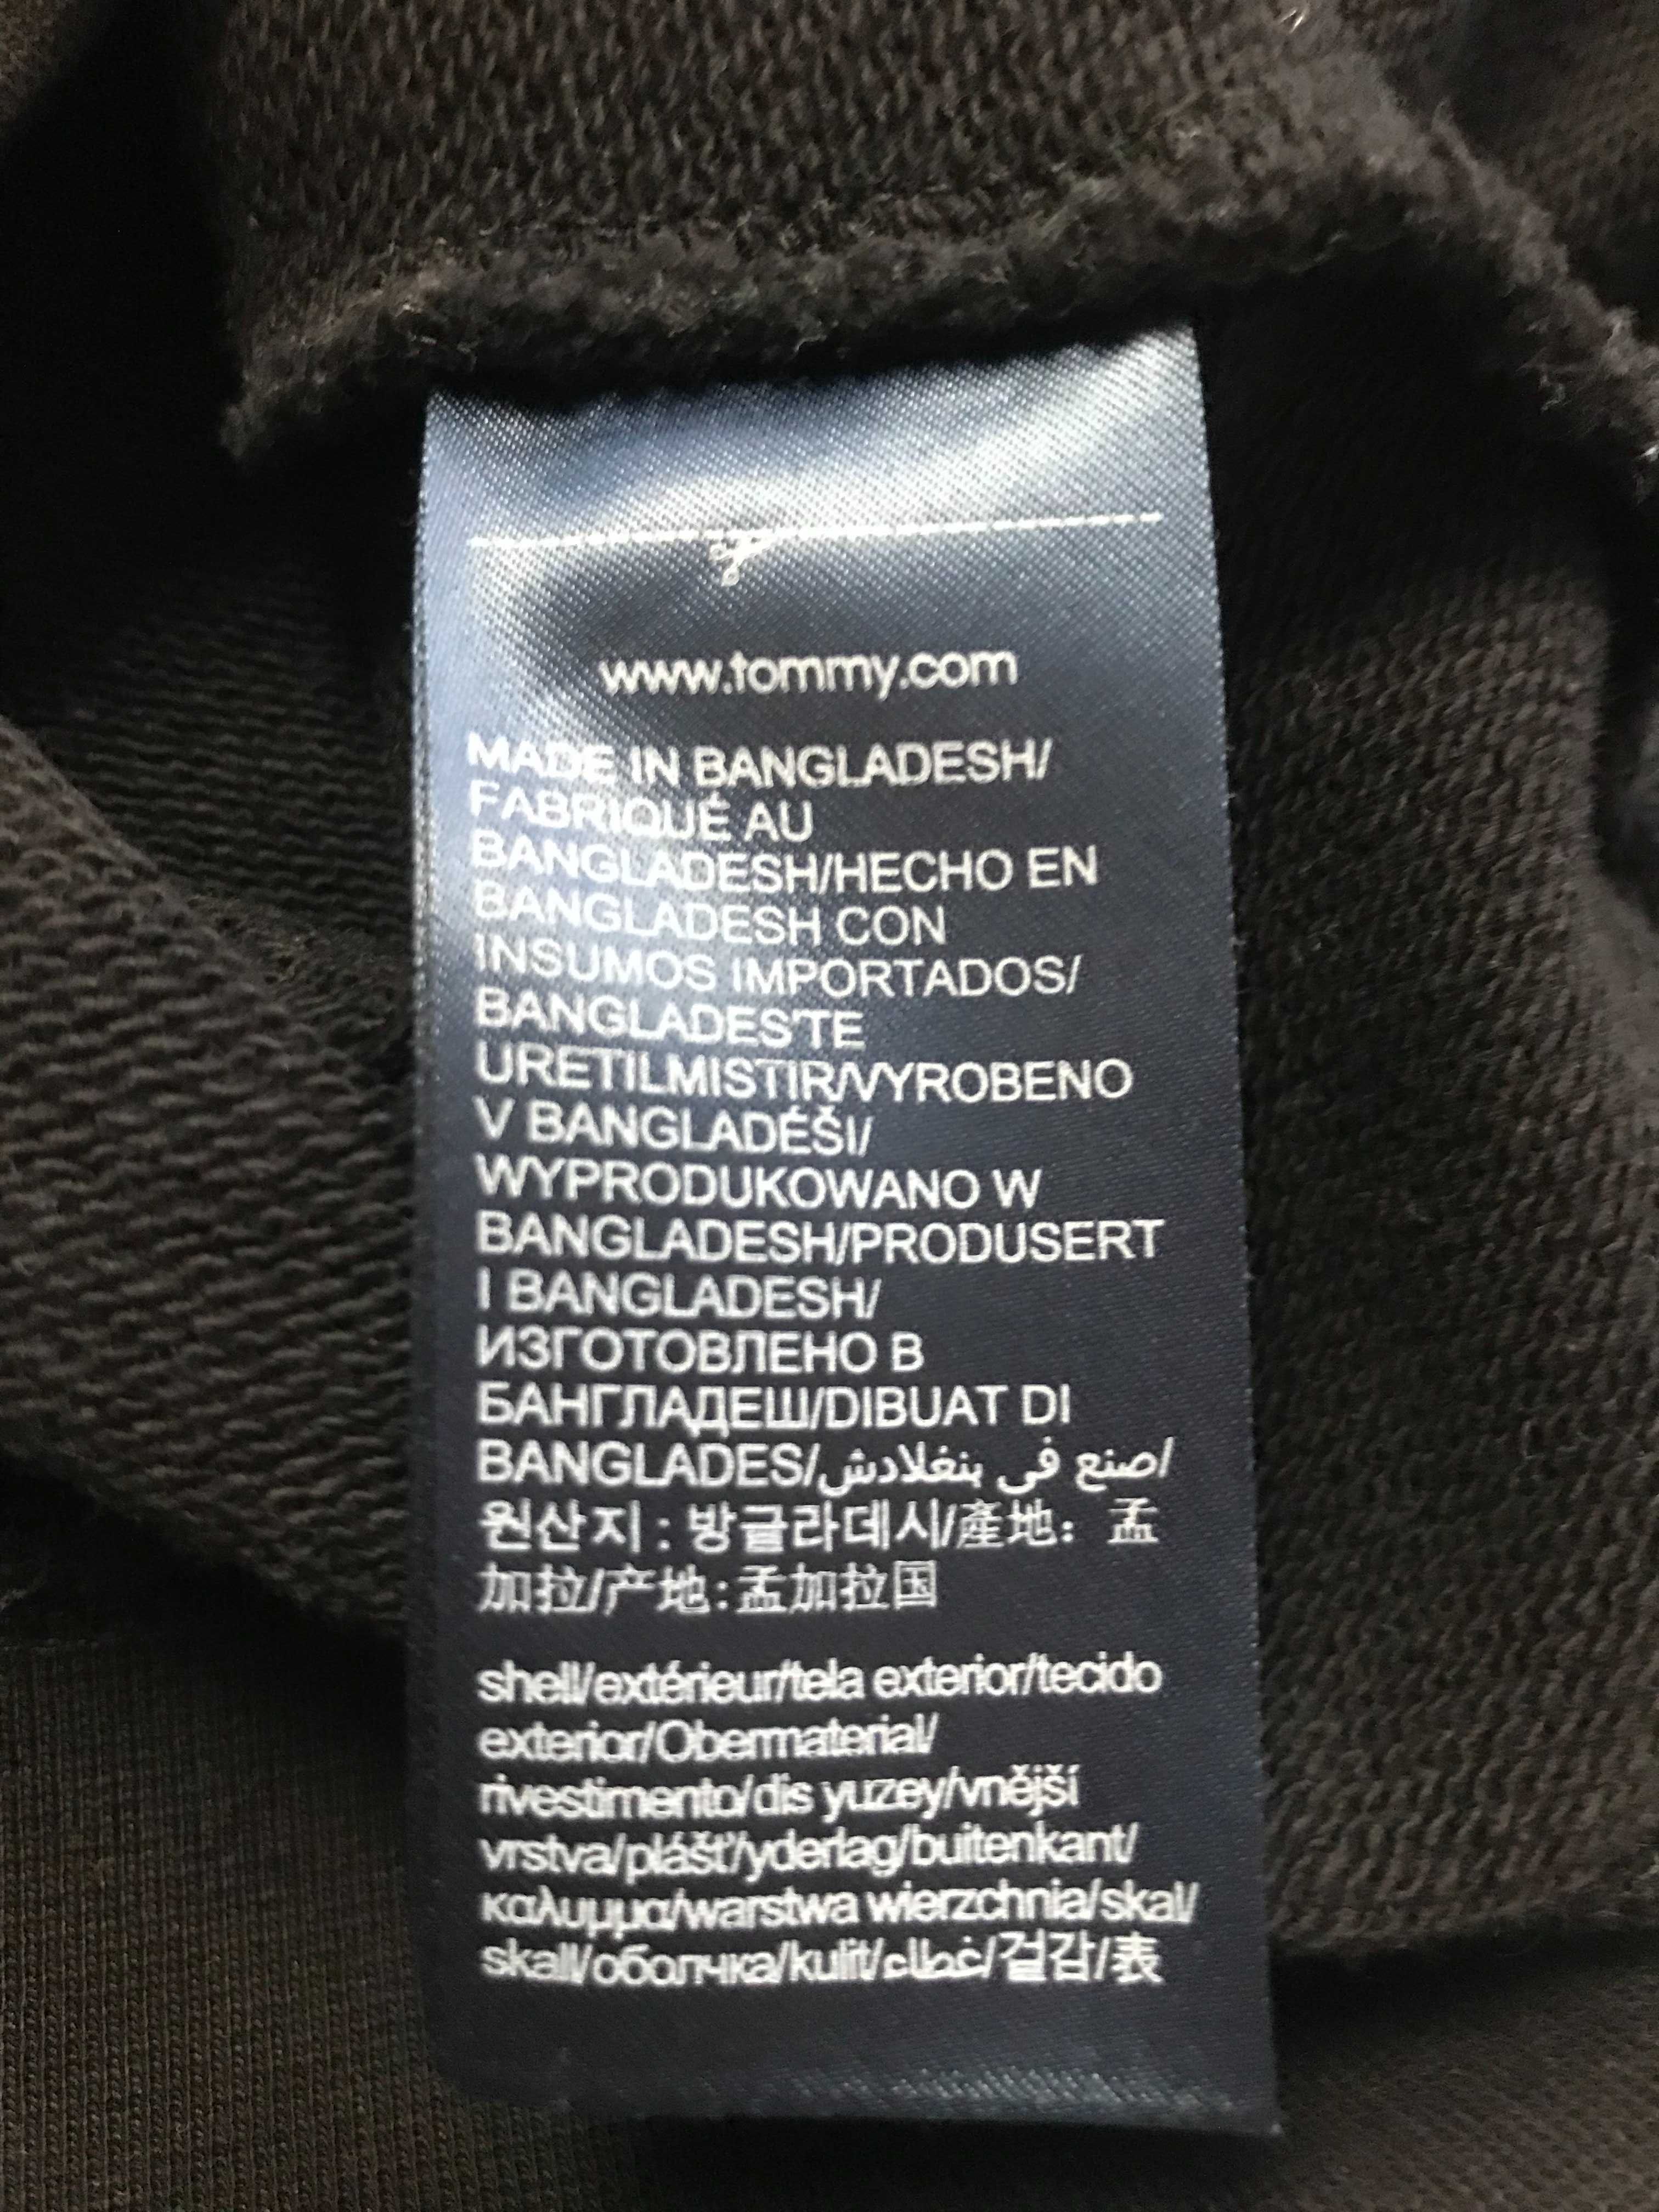 www.tommy.com
MADE IN BANGLADESH/
FABRIQUÉ AU
BANGLADESH/HECHO EN
BANGLADESH CON
INSUMOS IMPORTADOS/
BANGLADES'TE
URETILMISTIR/VYROBENO
V BANGLADÉŠI/
WYPRODUKOWANO W
BANGLADESH/PRODUSERT
I BANGLADESH/
ИЗГОТОВЛЕНО В
БАНГЛАДЕШ/DIBUAT DI
BANGLADES/صنع في بنغلادش/
원산지 : 방글라데시/產地：孟
加拉/产地:孟加拉国
shell/extérieur/tela exterior/tecido
exterior/Obermaterial/
rivestimento/dis yuzey/vnější
vrstva/plášť/yderlag/buitenkant/
καλυμμα/warstwa wierzchnia/skal/
skall/оболчка/kulit/غطاء/겉감/表